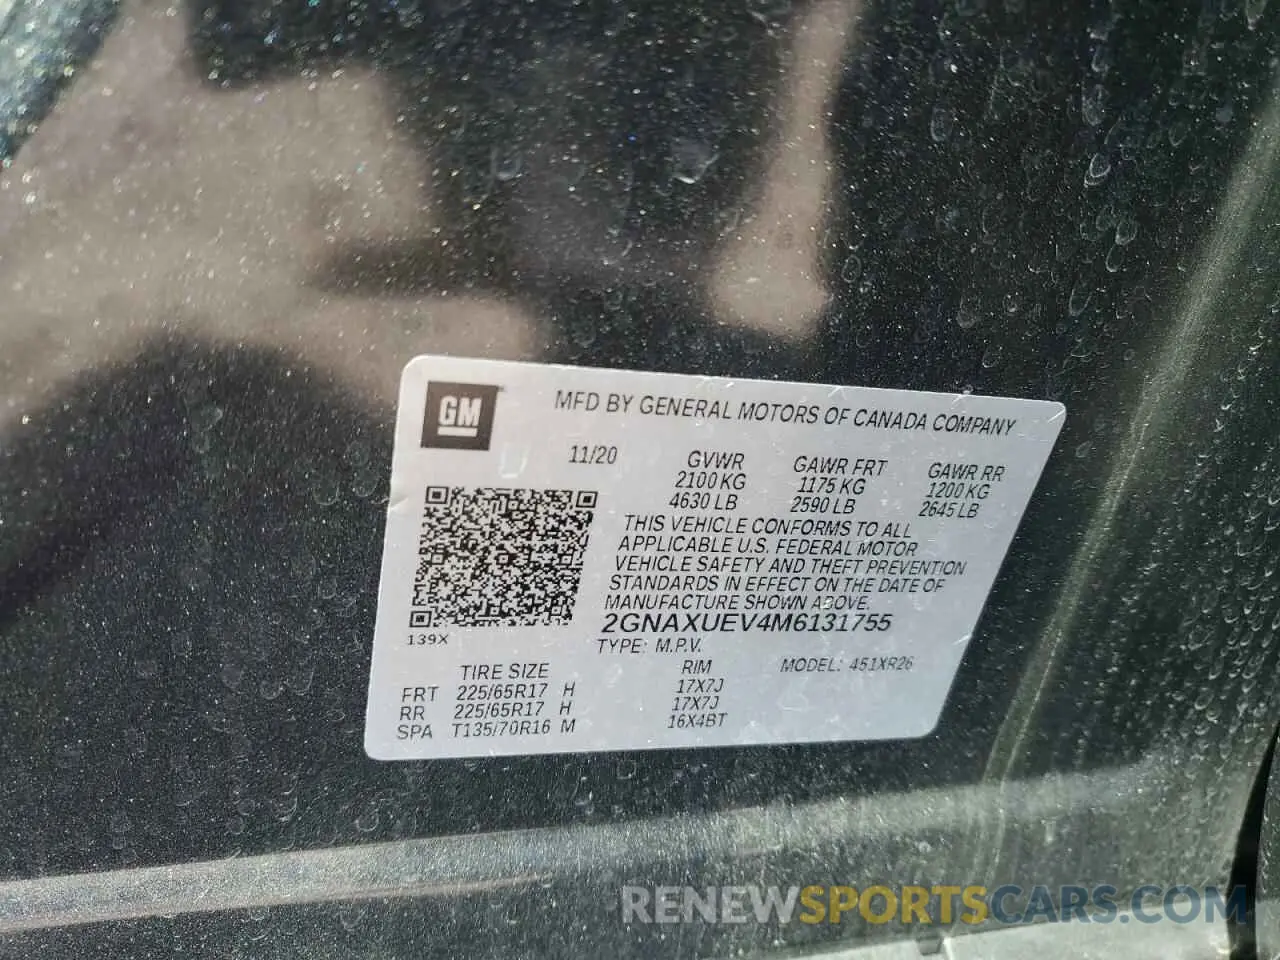 GM
MFD BY GENERAL MOTORS OF CANADA COMPANY
11/20
GVWR GAWR FRT GAWR RR
2100 KG 1175 KG 1200 KG
4630 LB 2590 LB 2645 LB
THIS VEHICLE CONFORMS TO ALL
APPLICABLE U.S. FEDERAL MOTOR
VEHICLE SAFETY AND THEFT PREVENTION
STANDARDS IN EFFECT ON THE DATE OF
MANUFACTURE SHOWN ABOVE.
2GNAXUEV4M6131755
139X
TYPE: M.P.V. MODEL: 451XR26
TIRE SIZE RIM
FRT 225/65R17 H 17X7J
RR 225/65R17 H 17X7J
SPA T135/70R16 M 16X4BT
RENEWSPORTSCARS.COM